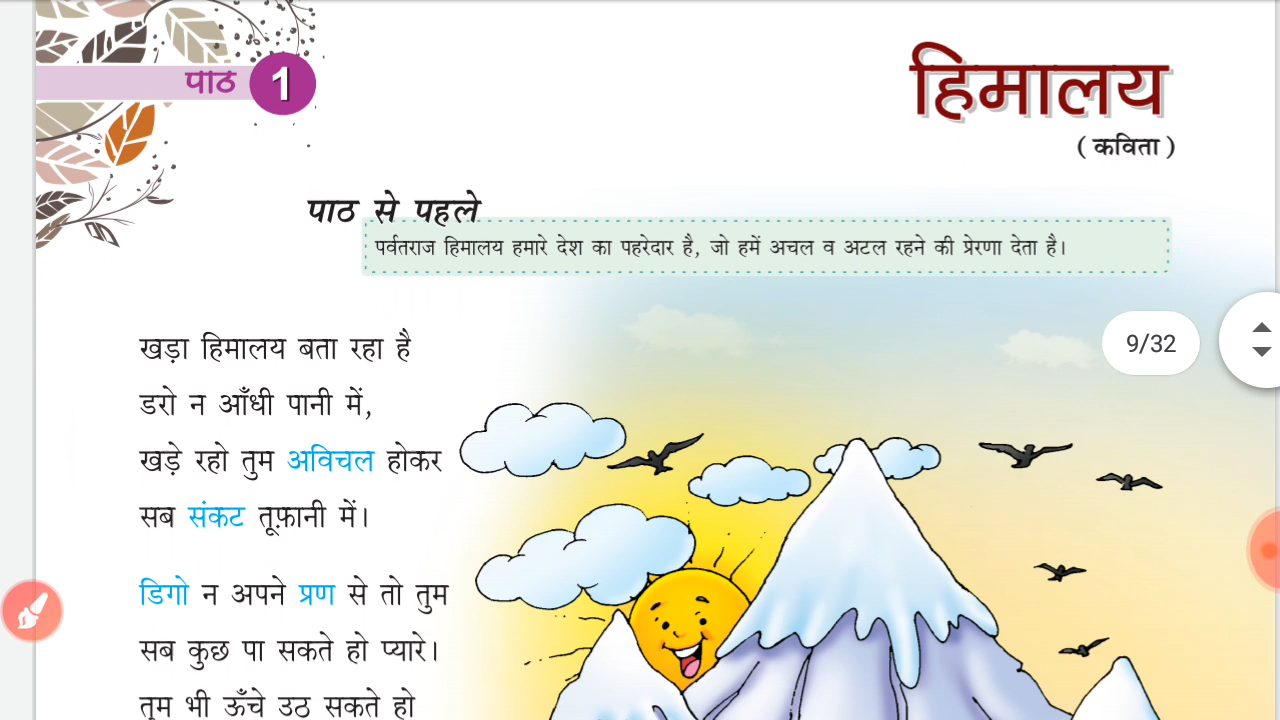 पाठ 1
हिमालय
( कविता )
पाठ से पहले
पर्वतराज हिमालय हमारे देश का पहरेदार है, जो हमें अचल व अटल रहने की प्रेरणा देता है।
खड़ा हिमालय बता रहा है
डरो न आँधी पानी में,
9/32
खड़े रहो तुम अविचल होकर
सब संकट तूफ़ानी में।
डिगो न अपने प्रण से तो तुम
सब कुछ पा सकते हो प्यारे।
तुम भी ऊँचे उठ सकते हो